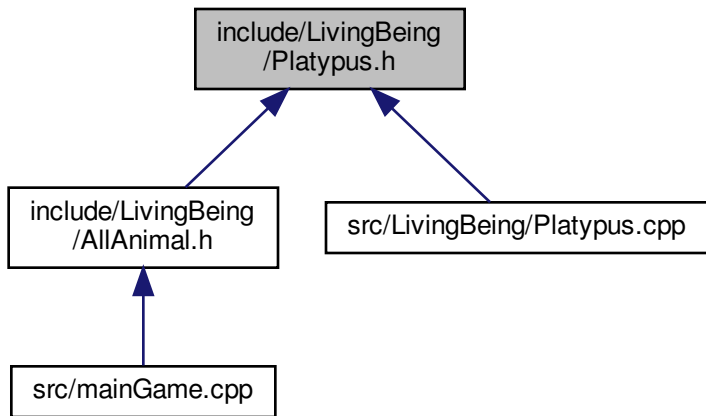 include/LivingBeing
/Platypus.h
include/LivingBeing
/AllAnimal.h
src/LivingBeing/Platypus.cpp
src/mainGame.cpp